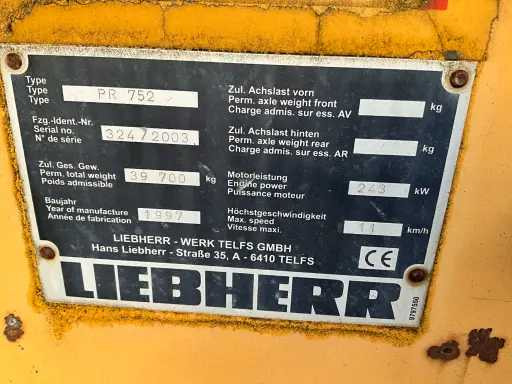 Type
Type
Type
PR 752
Fzg.-Ident.-Nr.
Serial no.
N° de série
324/2003
Zul. Ges. Gew.
Perm. total weight
Poids admissible
39 700 kg
Baujahr
Year of manufacture
Année de fabrication
1997
Zul. Achslast vorn
Perm. axle weight front
Charge admis. sur ess. AV
kg
Zul. Achslast hinten
Perm. axle weight rear
Charge admis. sur ess. AR
kg
Motorleistung
Engine power
Puissance moteur
243 kW
Höchstgeschwindigkeit
Max. speed
Vitesse maxi.
11 km/h
LIEBHERR - WERK TELFS GMBH
Hans Liebherr - Straße 35, A - 6410 TELFS
CE
LIEBHERR
9797550